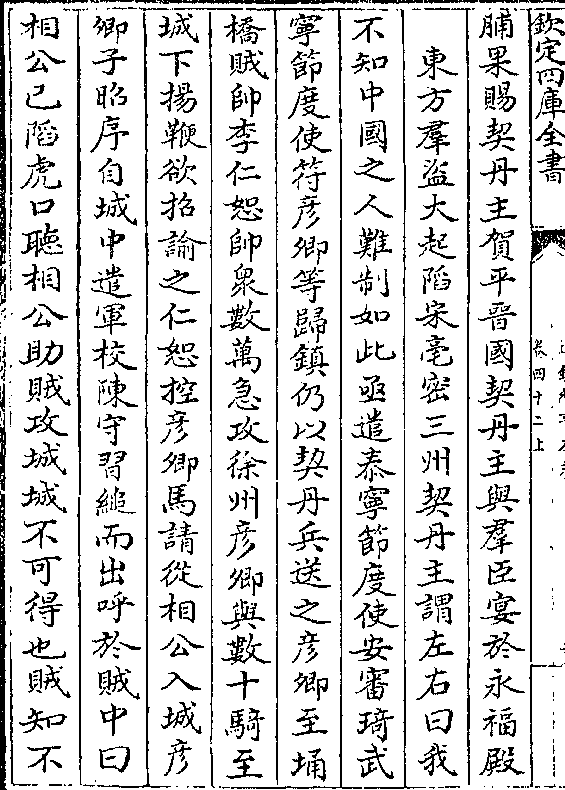 欽定四庫全書
卷四十二上
脯果賜契丹主賀平晉國契丹主與羣臣宴於永福殿
東方羣盜大起陷宋亳密三州契丹主謂左右曰我
不知中國之人難制如此亟遣泰寧節度使安審琦武
寧節度使符彦卿等歸鎮仍以契丹兵送之彦卿至埇
橋賊帥李仁恕帥衆數萬急攻徐州彦卿與數十騎至
城下揚鞭欲招諭之仁恕控彦卿馬請從相公入城彦
卿子昭序自城中遣軍校陳守習縋而出呼於賊中曰
相公已陷虎口聽相公助賊攻城城不可得也賊知不